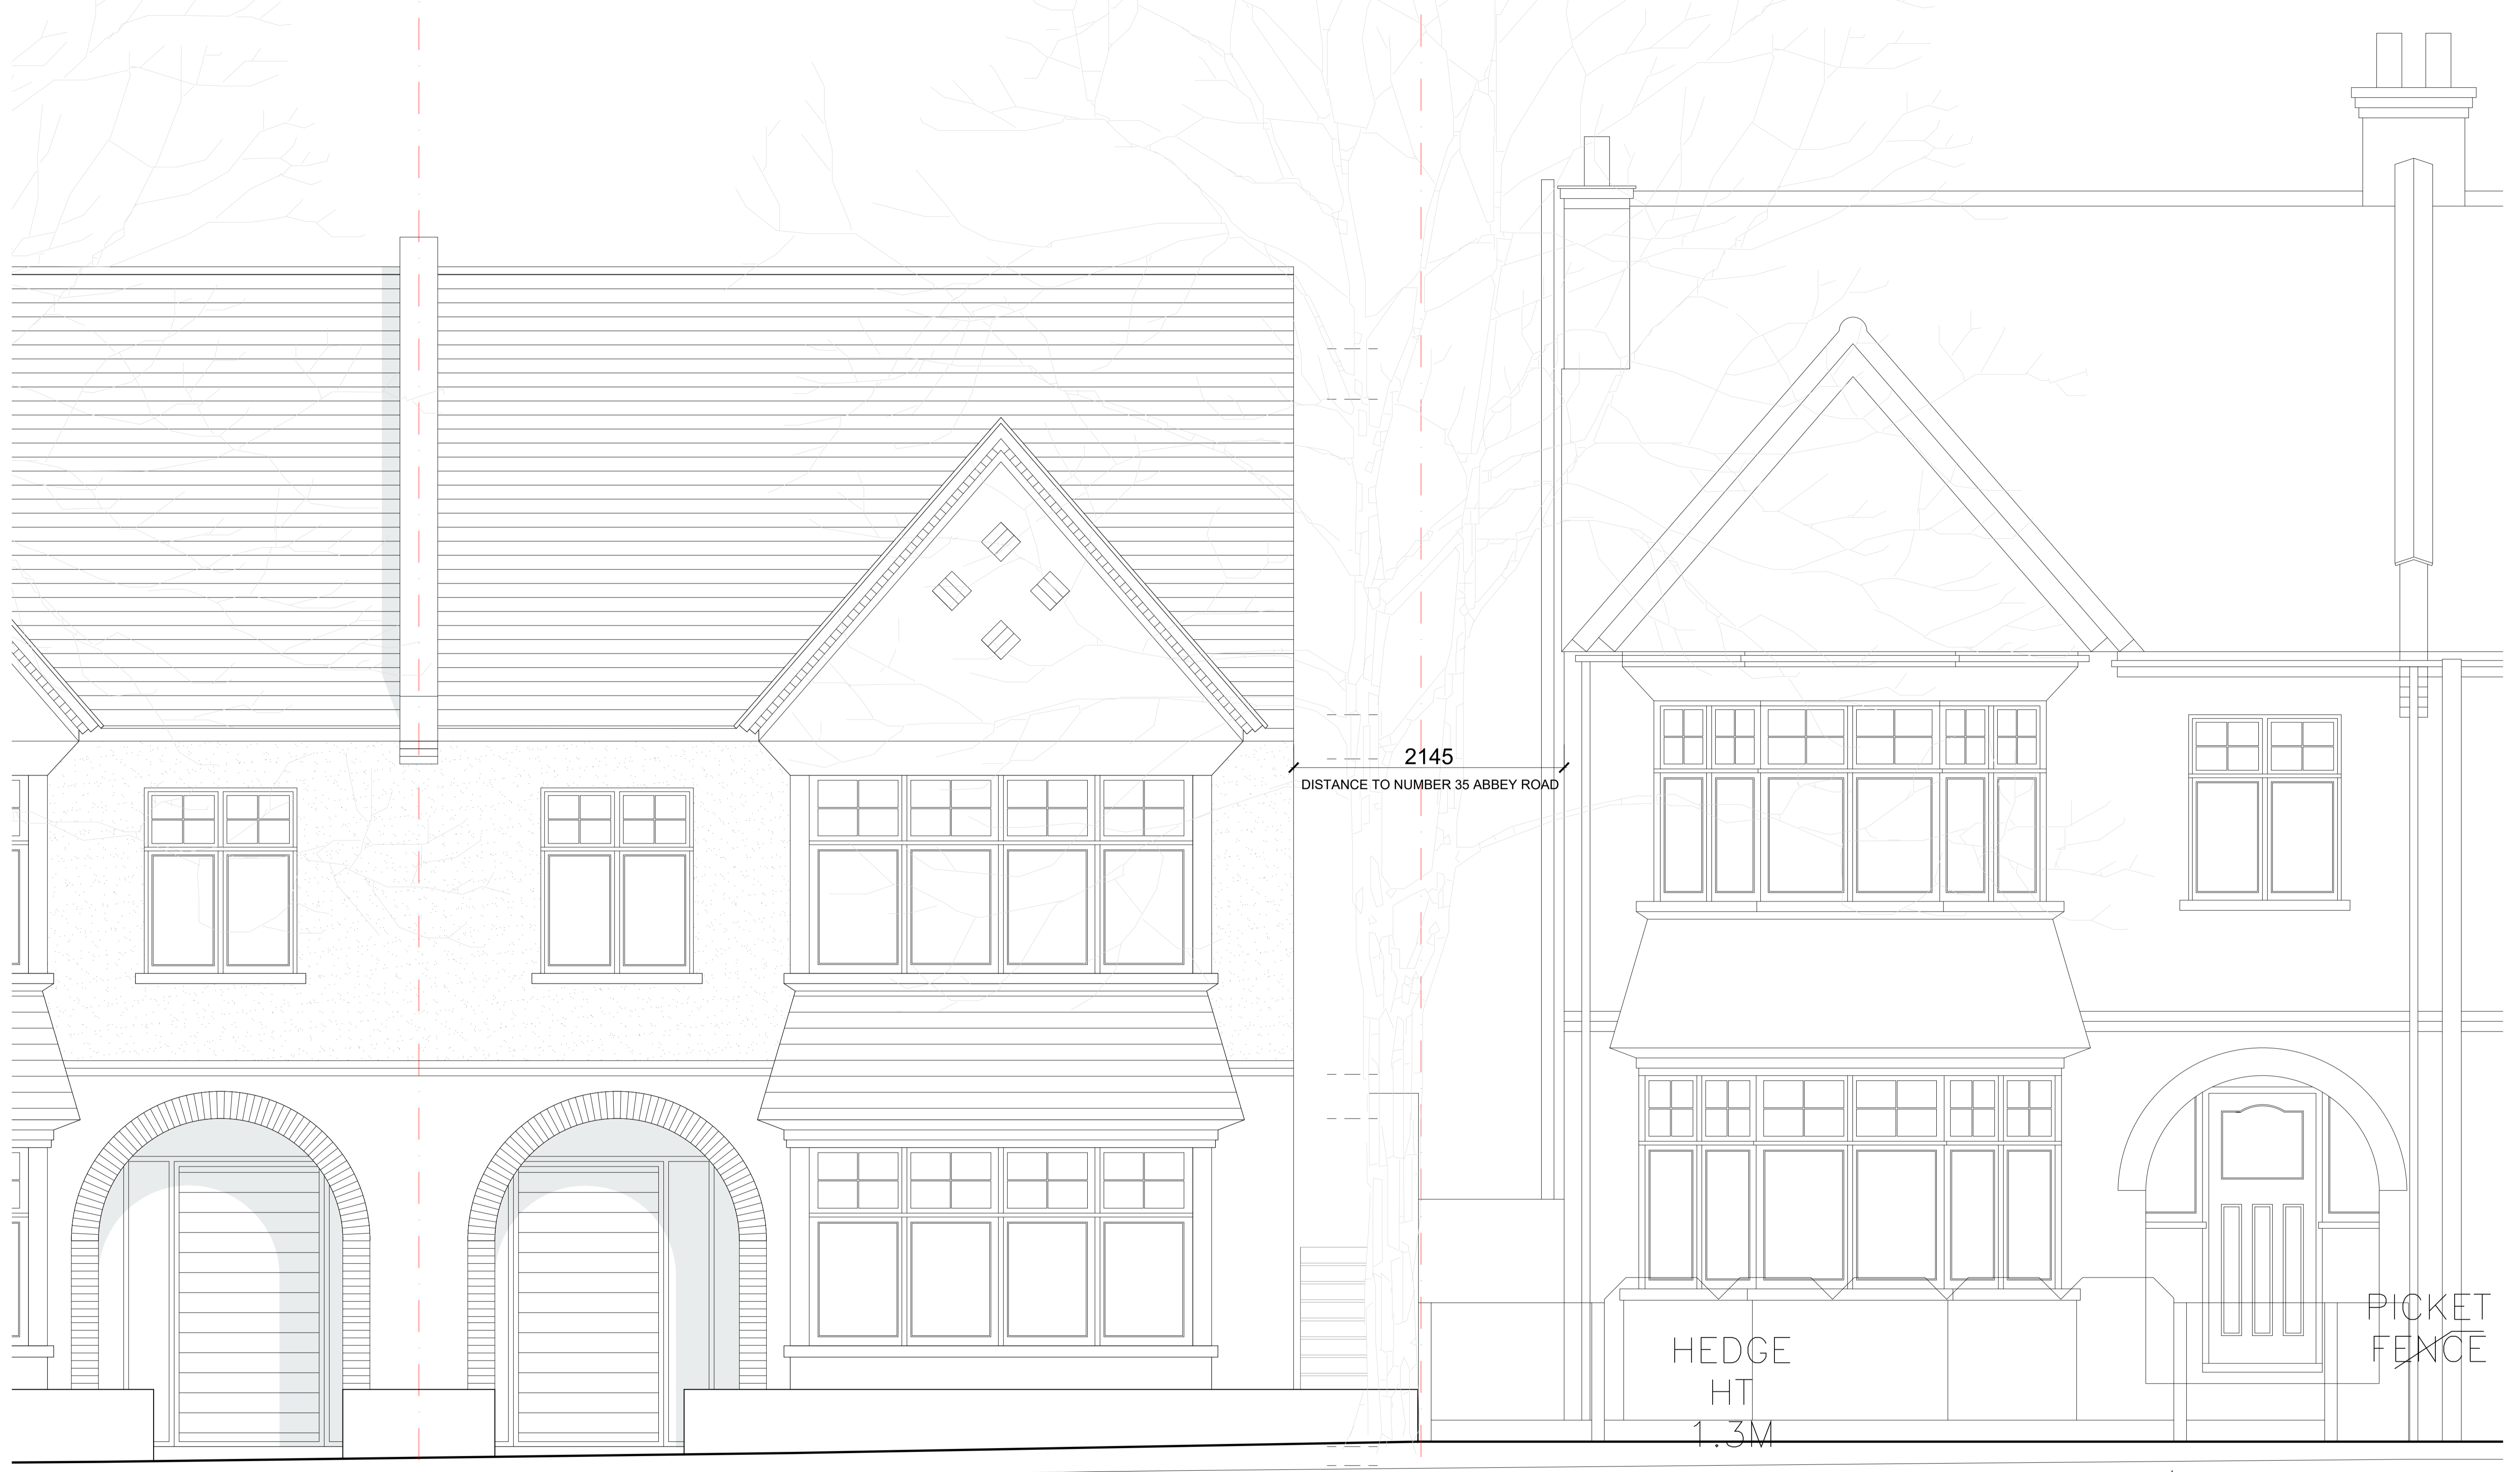 2145
DISTANCE TO NUMBER 35 ABBEY ROAD
HEDGE
HT
1.3M
PICKET
FENCE